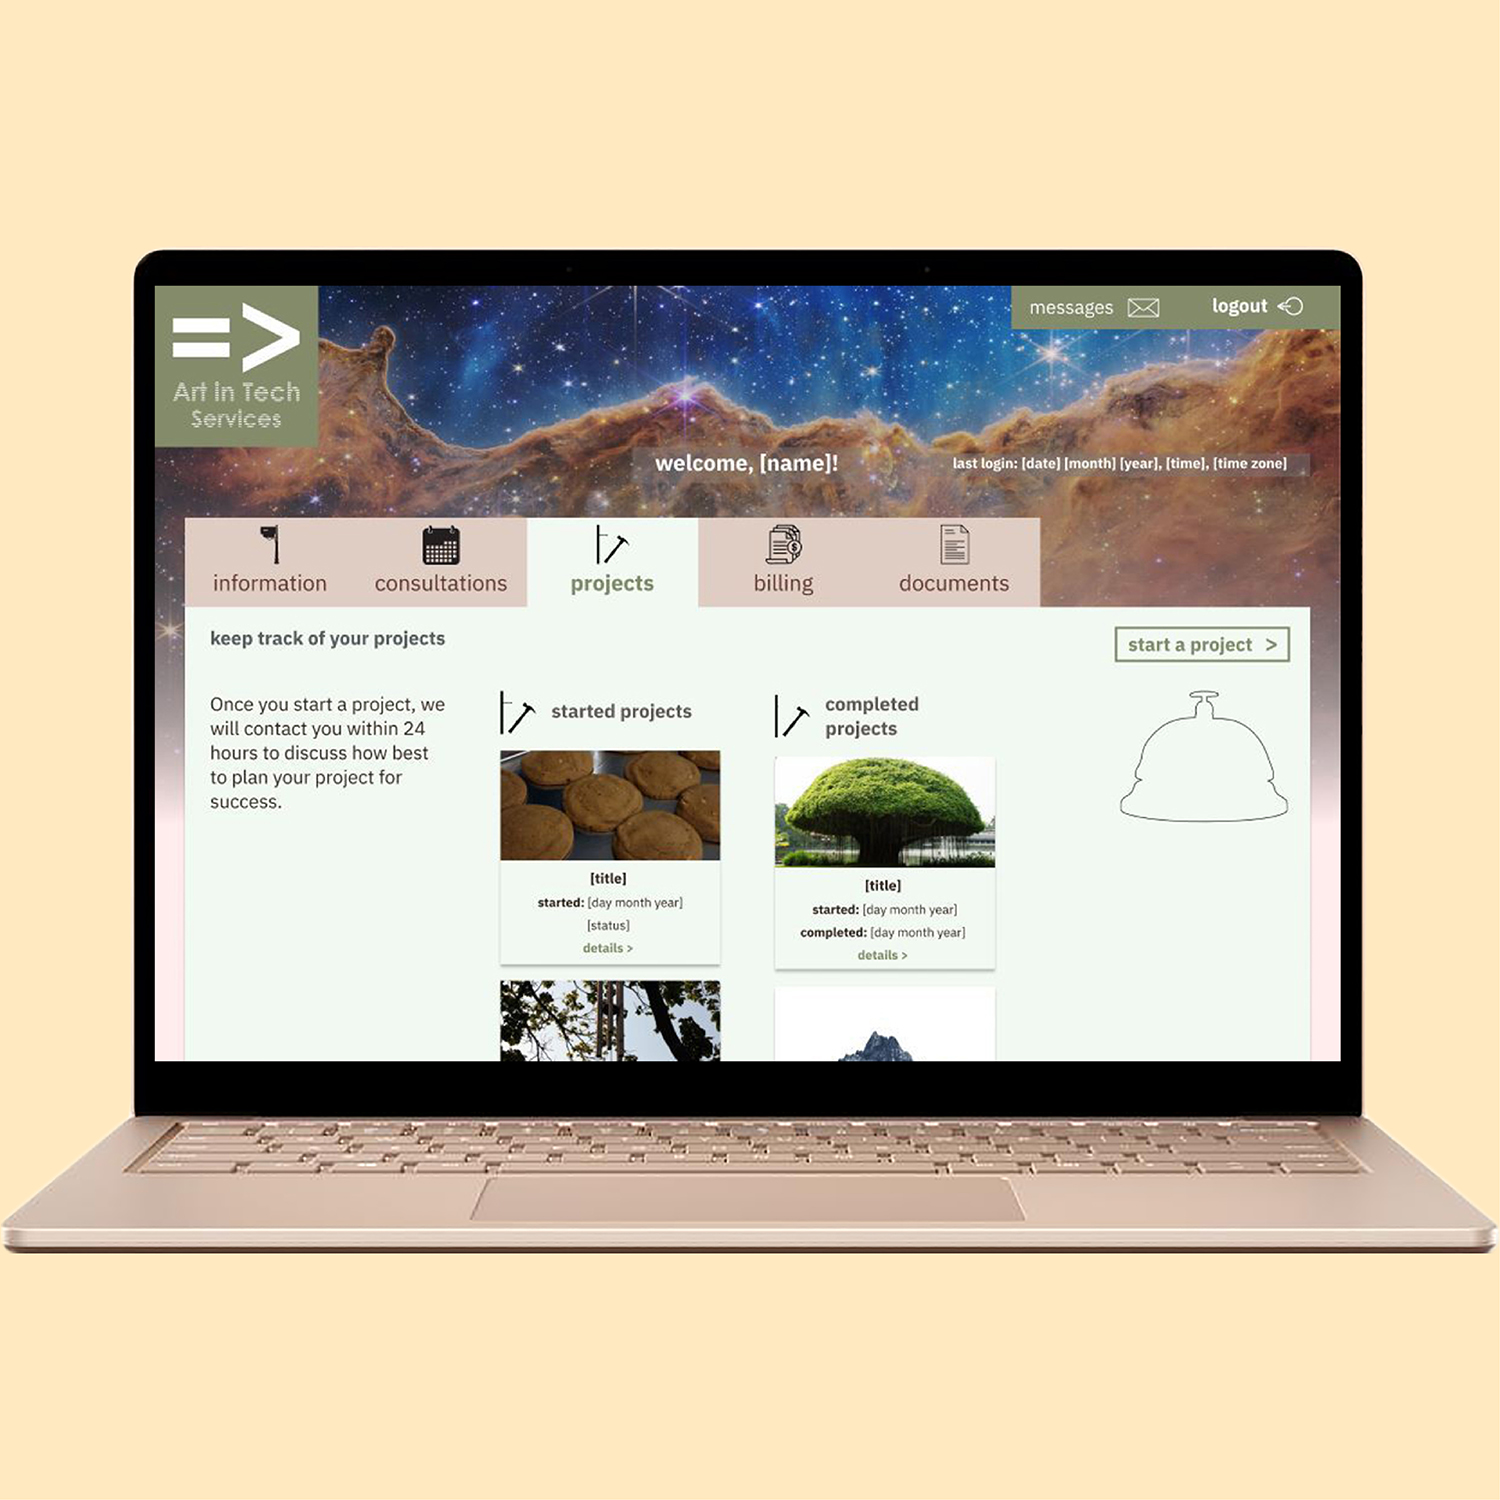 =>
Art in Tech
Services
messages
logout
welcome, [name]!
last login: [date] [month] [year], [time], [time zone]
information
consultations
projects
billing
documents
keep track of your projects
start a project >
Once you start a project, we
will contact you within 24
hours to discuss how best
to plan your project for
success.
started projects
[title]
started: [day month year]
[status]
details >
completed
projects
[title]
started: [day month year]
completed: [day month year]
details >